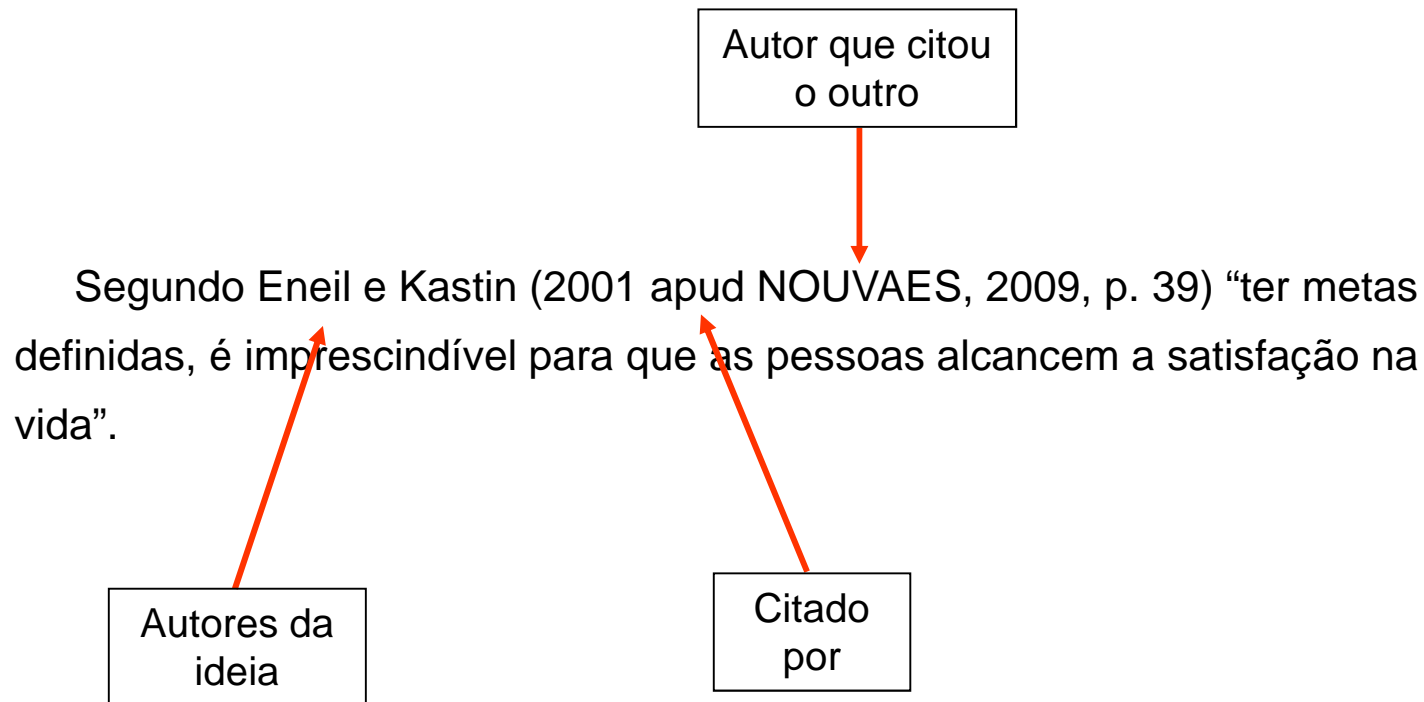 Autor que citou
o outro
Segundo Eneil e Kastin (2001 apud NOUVAES, 2009, p. 39) “ter metas
definidas, é imprescindível para que as pessoas alcancem a satisfação na
vida”.
Autores da
ideia
Citado
por